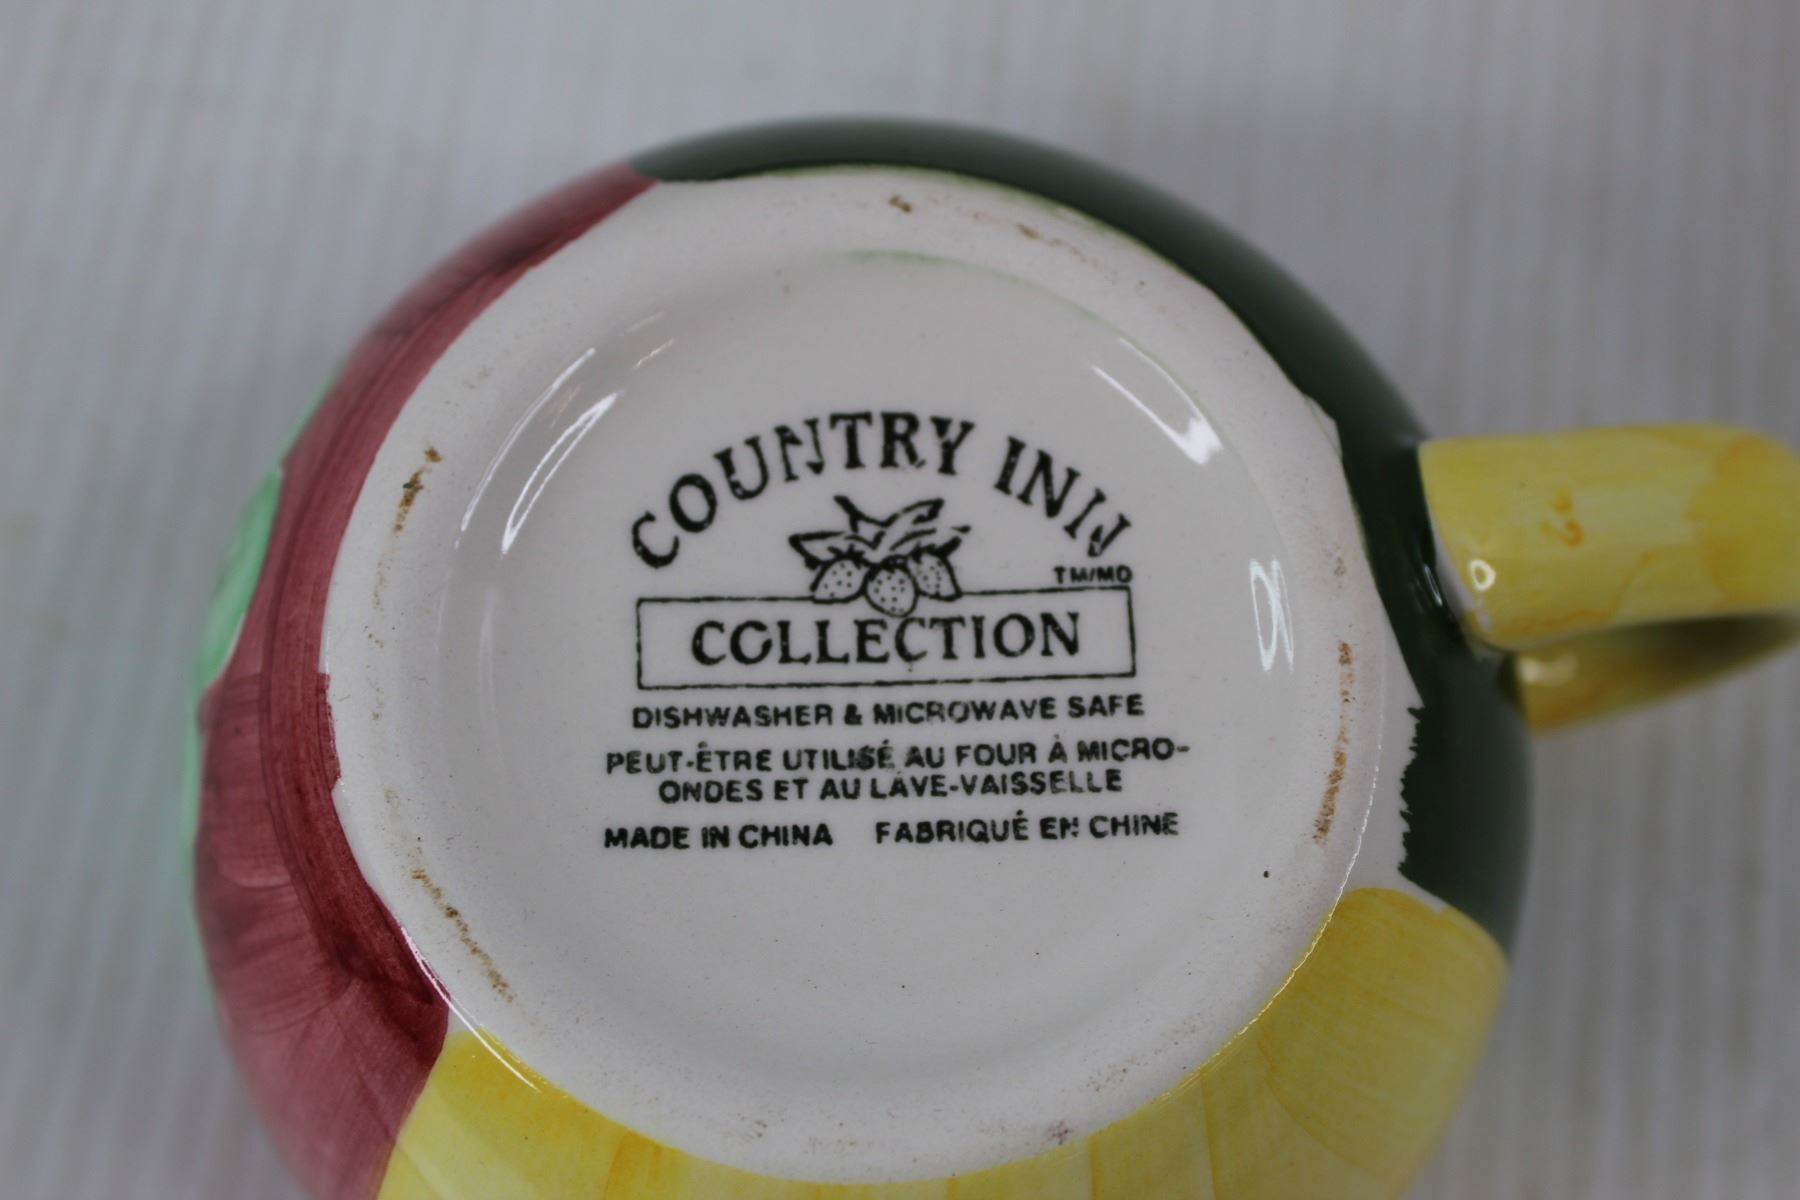 COUNTRY INN
TM/MD
COLLECTION
DISHWASHER & MICROWAVE SAFE
PEUT-ÊTRE UTILISÉ AU FOUR À MICRO-
ONDES ET AU LAVE-VAISSELLE
MADE IN CHINA FABRIQUÉ EN CHINE